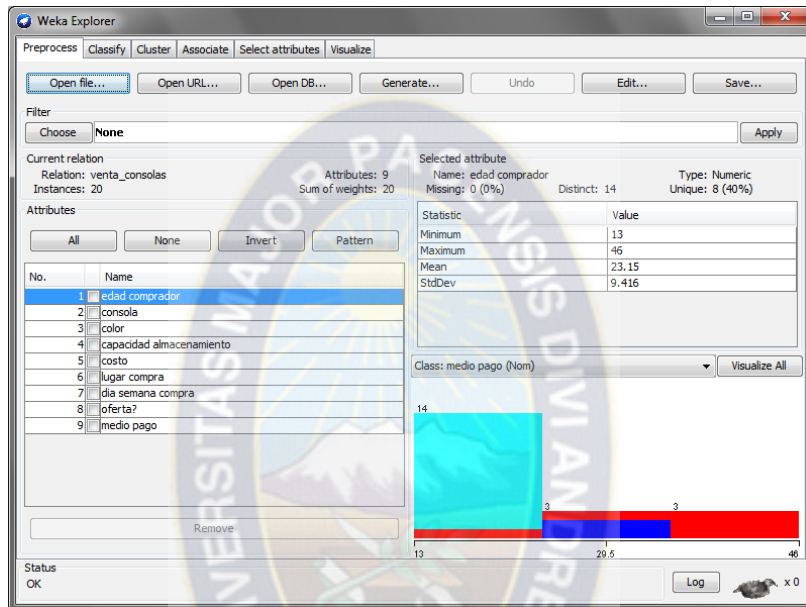 Weka Explorer
Preprocess Classify Cluster Associate Select attributes Visualize
Open file... Open URL... Open DB... Generate... Undo Edit... Save...
Filter
Choose None Apply
Current relation
Relation: venta_consolas Attributes: 9
Instances: 20 Sum of weights: 20
Selected attribute
Name: edad comprador Type: Numeric
Missing: 0 (0%) Distinct: 14 Unique: 8 (40%)
Attributes
All None Invert Pattern
No. Name
1 edad comprador
2 consola
3 color
4 capacidad almacenamiento
5 costo
6 lugar compra
7 dia semana compra
8 oferta?
9 medio pago
Remove
Statistic Value
Minimum 13
Maximum 46
Mean 23.15
StdDev 9.416
Class: medio pago (Nom) Visualize All
14
3 3
13 29.5 46
Status
OK
Log x 0
UNIVERSITAS MAJOR PACENSIS DIVI ANDRE